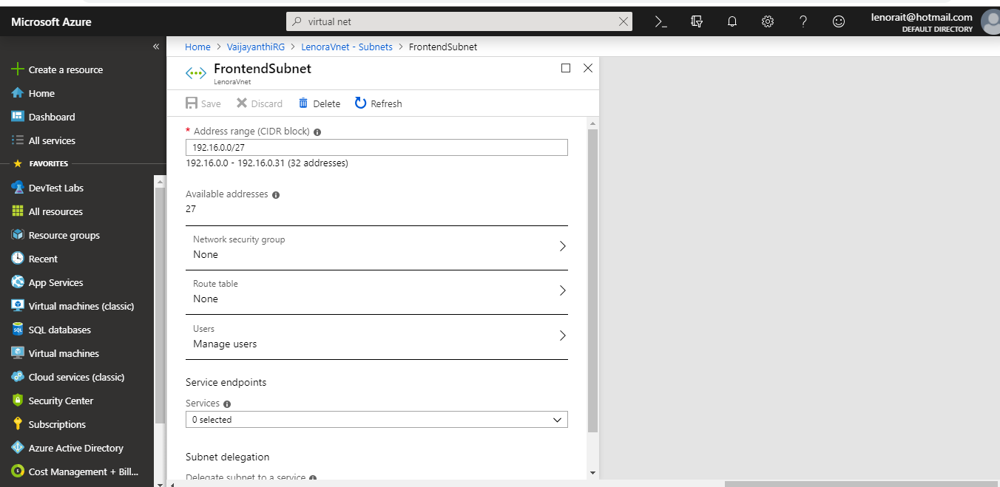 Microsoft Azure
virtual net
lenorait@hotmail.com
DEFAULT DIRECTORY
«
Create a resource
Home
Dashboard
All services
FAVORITES
DevTest Labs
All resources
Resource groups
Recent
App Services
Virtual machines (classic)
SQL databases
Virtual machines
Cloud services (classic)
Security Center
Subscriptions
Azure Active Directory
Cost Management + Bill...
Home > VaijayanthiRG > LenoraVnet - Subnets > FrontendSubnet
FrontendSubnet
LenoraVnet
Save Discard Delete Refresh
* Address range (CIDR block)
192.16.0.0/27
192.16.0.0 - 192.16.0.31 (32 addresses)
Available addresses
27
Network security group
None
Route table
None
Users
Manage users
Service endpoints
Services
0 selected
Subnet delegation
Delegate subnet to a service